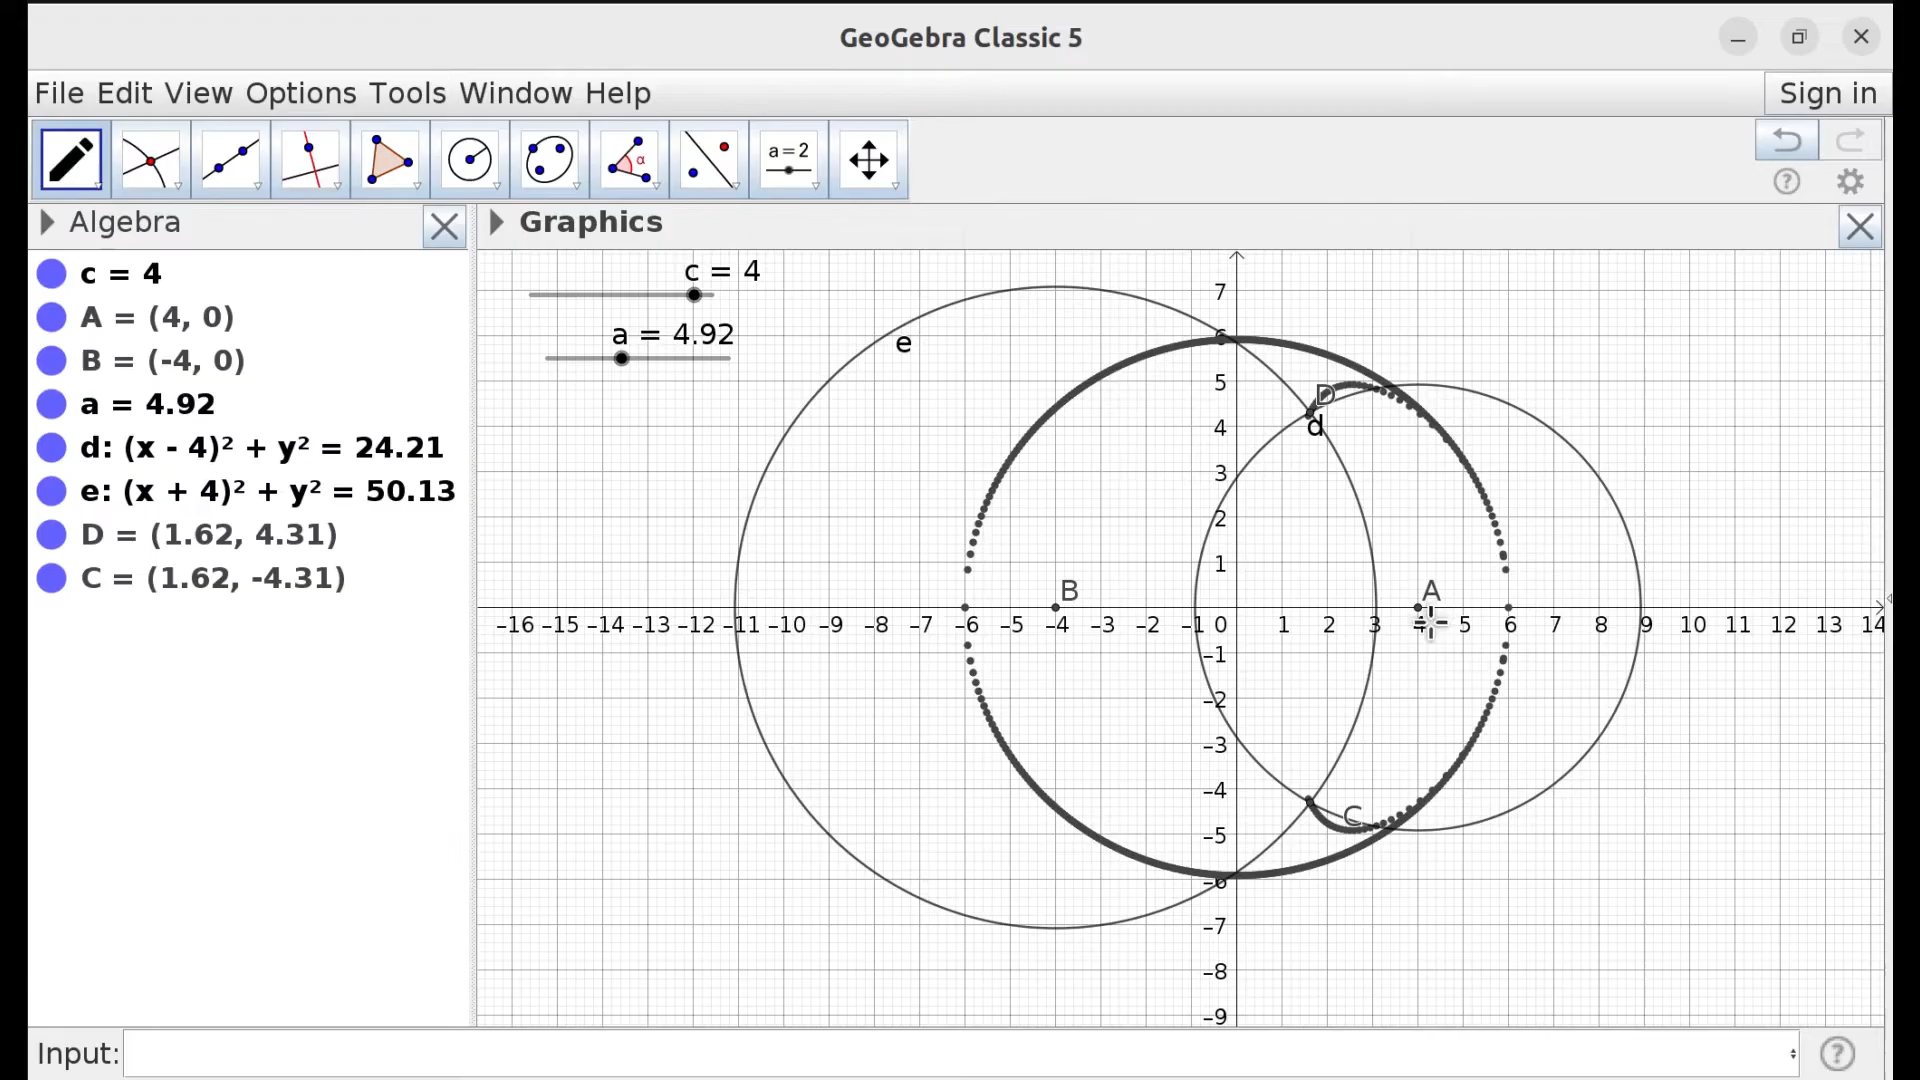 GeoGebra Classic 5
File Edit View Options Tools Window Help
Sign in
α
a = 2
Algebra
Graphics
c = 4
A = (4, 0)
B = (-4, 0)
a = 4.92
d: (x - 4)² + y² = 24.21
e: (x + 4)² + y² = 50.13
D = (1.62, 4.31)
C = (1.62, -4.31)
c = 4
a = 4.92
e
D
d
B
A
C
7
6
5
4
3
2
1
–16 –15 –14 –13 –12 –11 –10 –9 –8 –7 –6 –5 –4 –3 –2 –1 0 1 2 3 4 5 6 7 8 9 10 11 12 13 14
–1
–2
–3
–4
–5
–6
–7
–8
–9
Input: